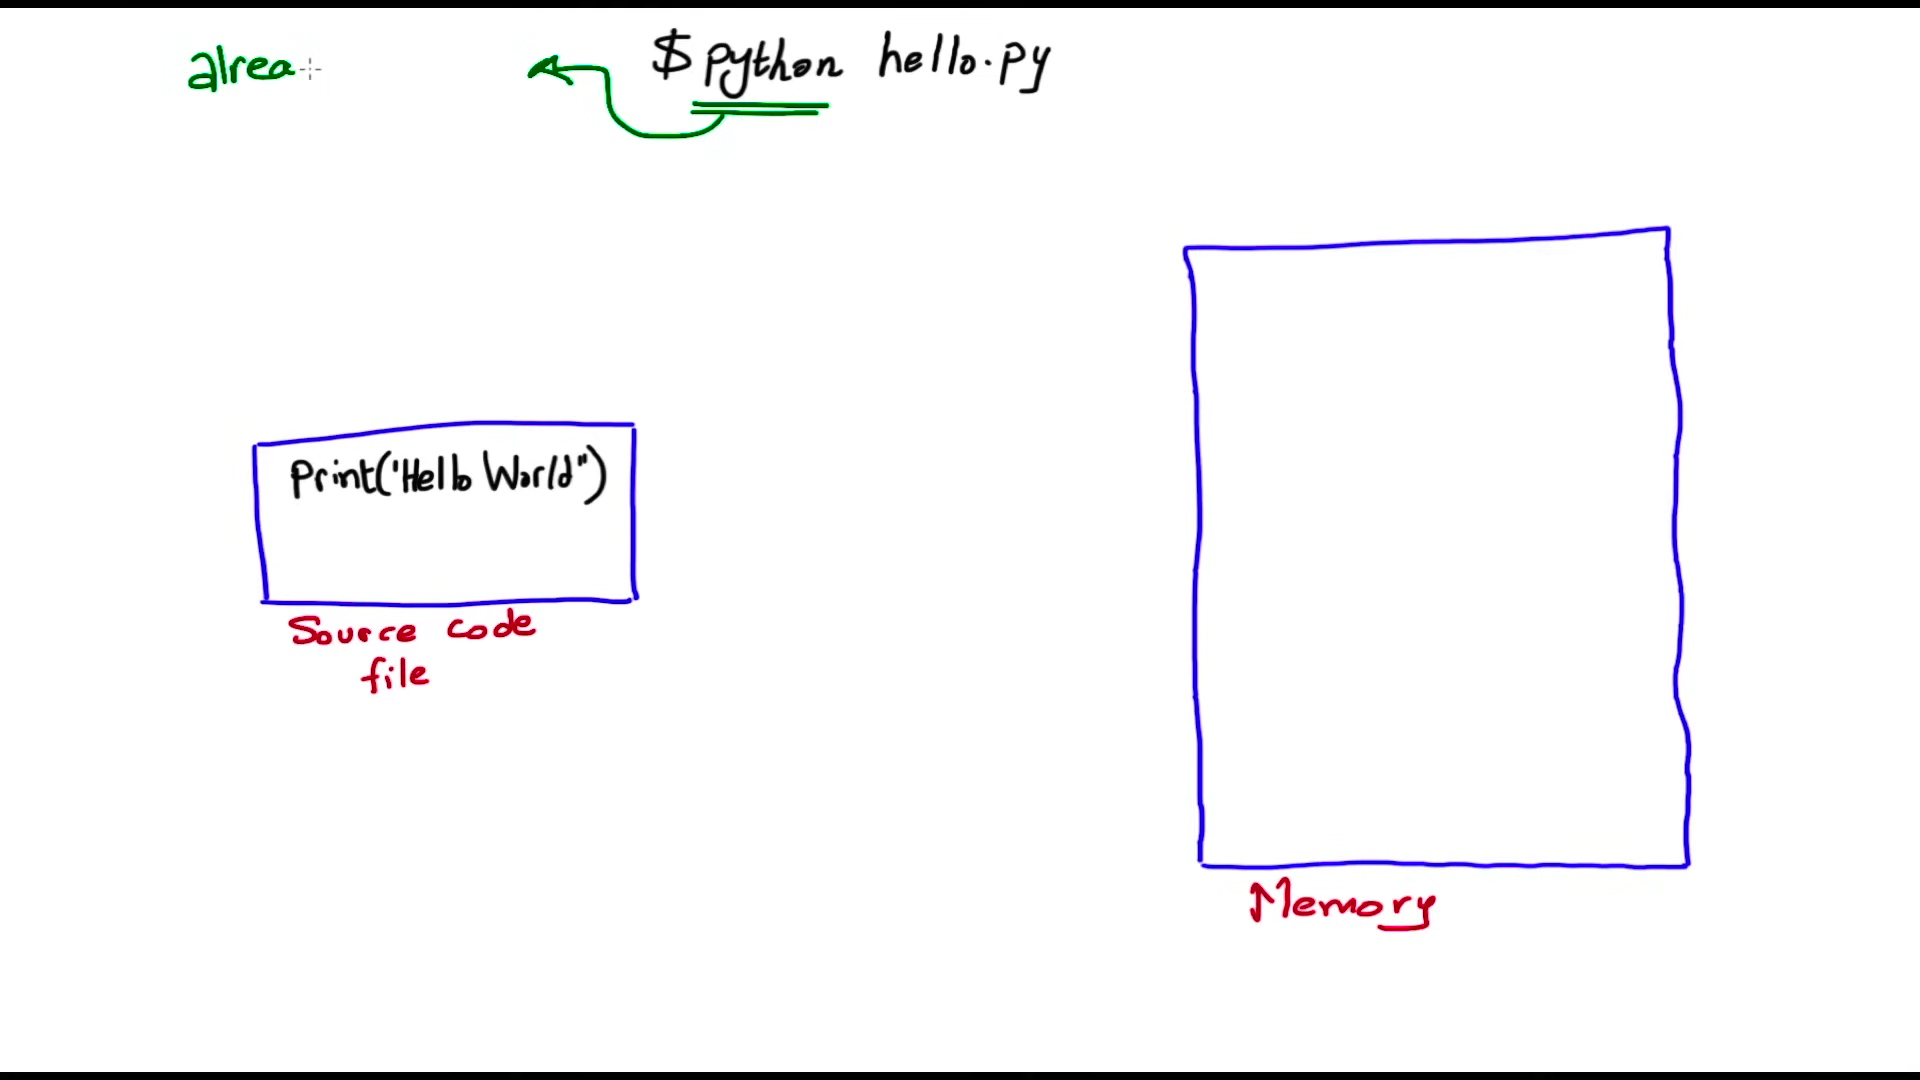 alrea
$ python hello.py
Print('Hello World")
Source code
file
Memory